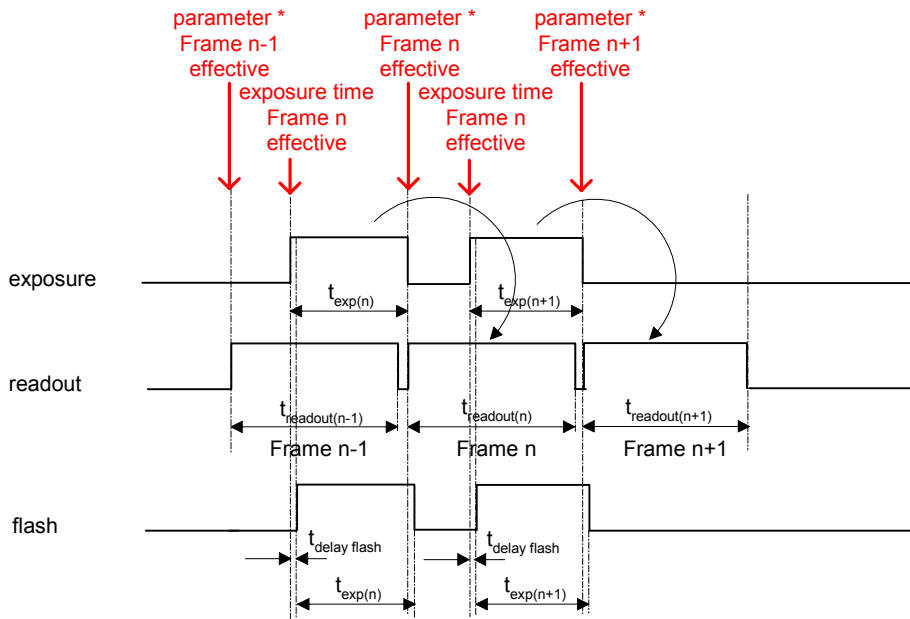 parameter *
Frame n-1
effective
parameter *
Frame n
effective
parameter *
Frame n+1
effective
exposure time
Frame n
effective
exposure time
Frame n
effective
exposure
t_exp(n)
t_exp(n+1)
readout
t_readout(n-1)
t_readout(n)
t_readout(n+1)
Frame n-1
Frame n
Frame n+1
flash
t_delay flash
t_delay flash
t_exp(n)
t_exp(n+1)